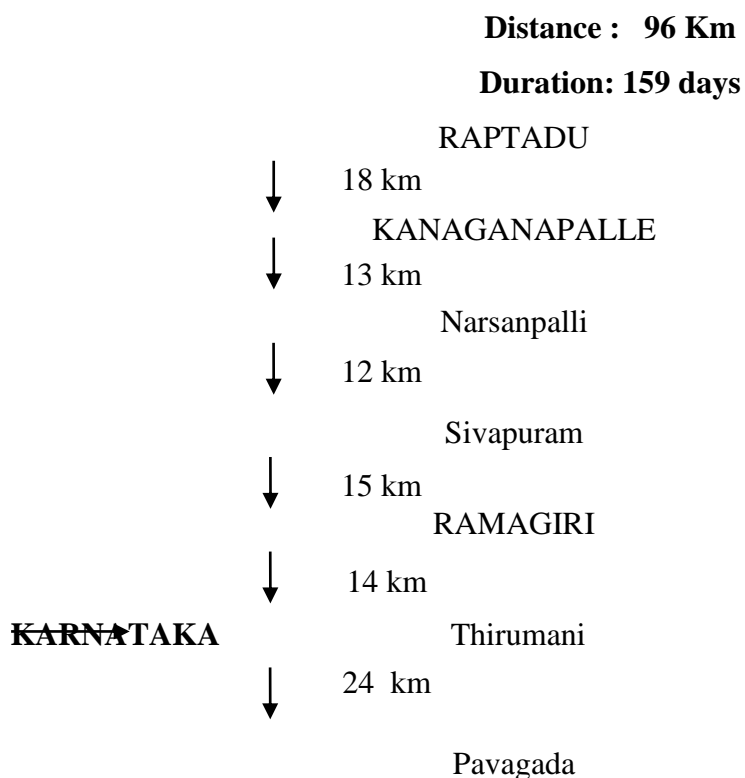 Distance : 96 Km
Duration: 159 days
RAPTADU
18 km
KANAGANAPALLE
13 km
Narsanpalli
12 km
Sivapuram
15 km
RAMAGIRI
14 km
KARNATAKA Thirumani
24 km
Pavagada